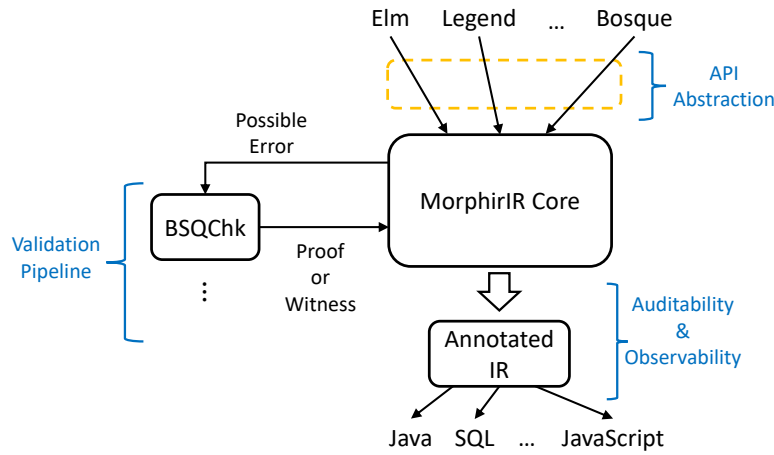 Elm Legend ... Bosque
API
Abstraction
Possible
Error
MorphirIR Core
BSQChk
Validation
Pipeline
Proof
or
Witness
...
Auditability
&
Observability
Annotated
IR
Java SQL ... JavaScript